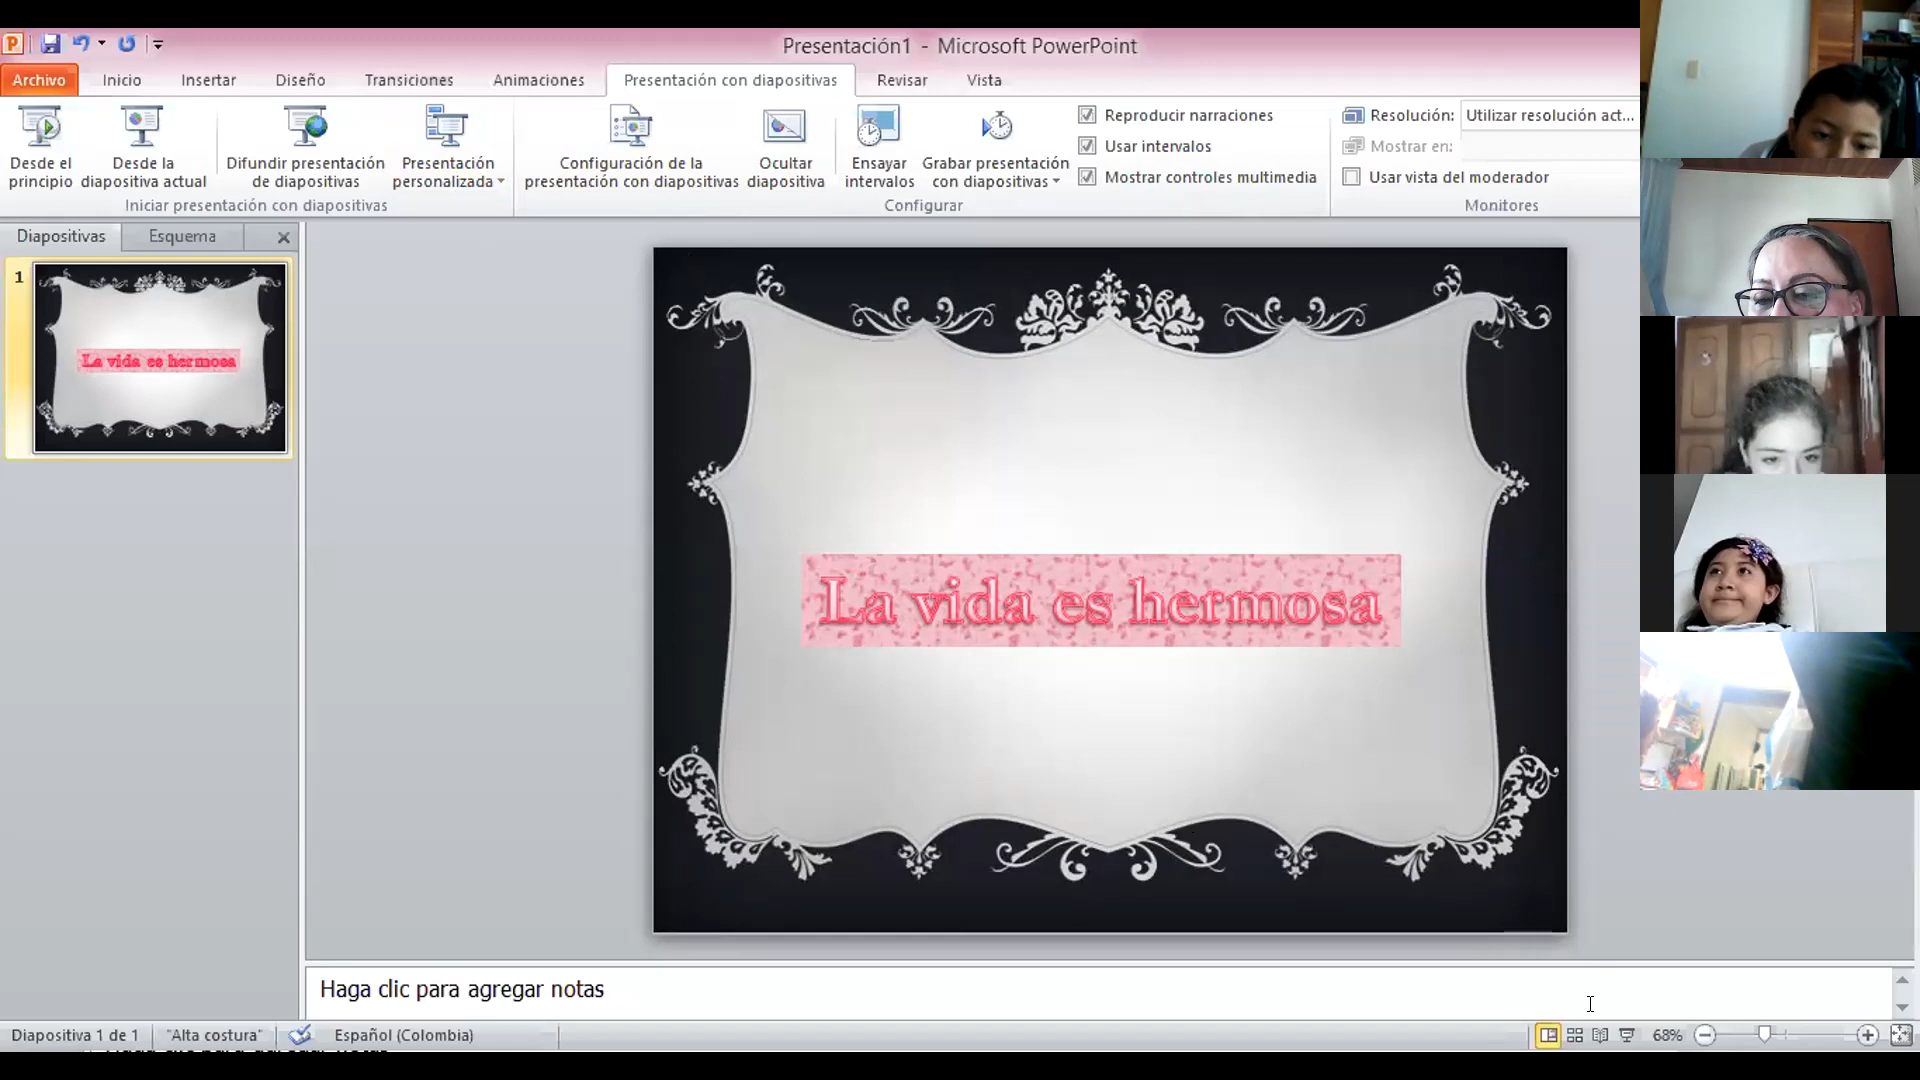 Presentación1 - Microsoft PowerPoint
Archivo
Inicio
Insertar
Diseño
Transiciones
Animaciones
Presentación con diapositivas
Revisar
Vista
Desde el
principio
Desde la
diapositiva actual
Difundir presentación
de diapositivas
Presentación
personalizada
Iniciar presentación con diapositivas
Configuración de la
presentación con diapositivas
Ocultar
diapositiva
Ensayar
intervalos
Grabar presentación
con diapositivas
Reproducir narraciones
Usar intervalos
Mostrar controles multimedia
Configurar
Resolución:
Utilizar resolución act...
Mostrar en:
Usar vista del moderador
Monitores
Diapositivas
Esquema
1
La vida es hermosa
La vida es hermosa
Haga clic para agregar notas
Diapositiva 1 de 1
"Alta costura"
Español (Colombia)
68%